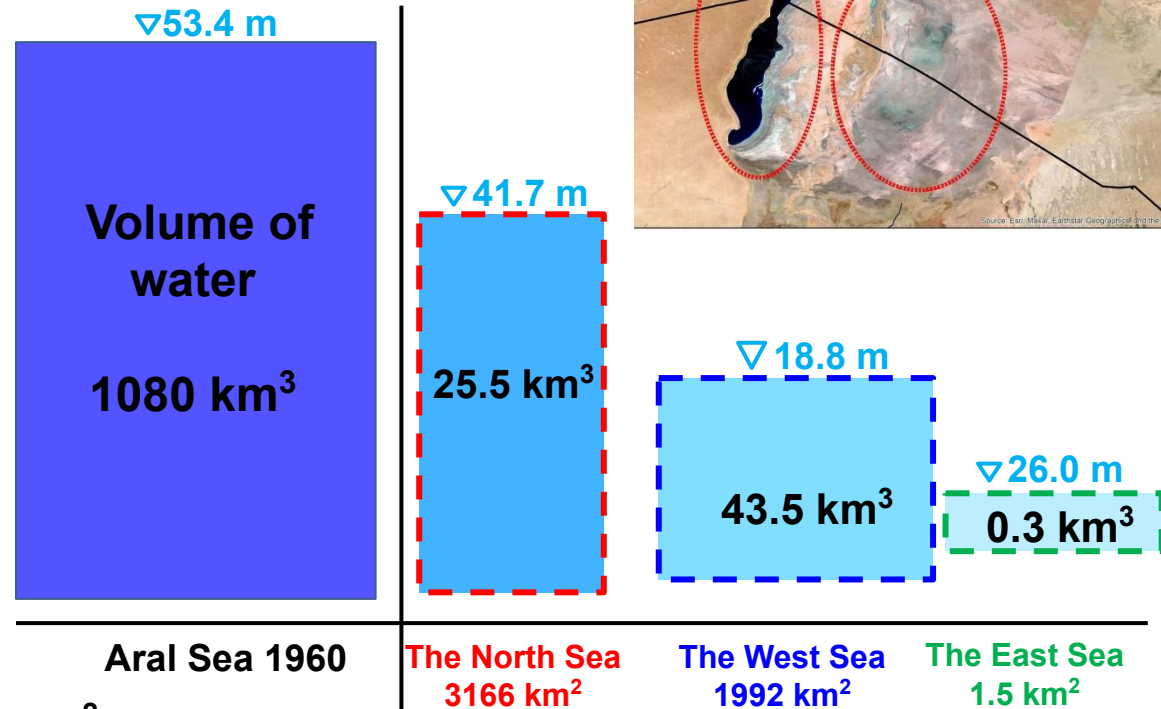 ▽53.4 m
Volume of
water
1080 km³
▽41.7 m
25.5 km³
Source: Esri, Maxar, Earthstar Geographics, and the
▽18.8 m
43.5 km³
▽26.0 m
0.3 km³
Aral Sea 1960
The North Sea
3166 km²
The West Sea
1992 km²
The East Sea
1.5 km²